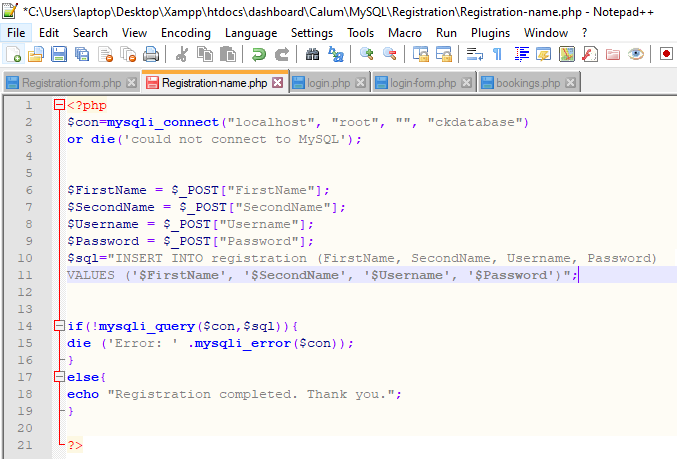 *C:\Users\laptop\Desktop\Xampp\htdocs\dashboard\Calum\MySQL\Registration\Registration-name.php - Notepad++
File Edit Search View Encoding Language Settings Tools Macro Run Plugins Window ?
Registration-form.php Registration-name.php login.php login-form.php bookings.php
1 <?php
2 $con=mysqli_connect("localhost", "root", "", "ckdatabase")
3 or die('could not connect to MySQL');
4
5
6 $FirstName = $_POST["FirstName"];
7 $SecondName = $_POST["SecondName"];
8 $Username = $_POST["Username"];
9 $Password = $_POST["Password"];
10 $sql="INSERT INTO registration (FirstName, SecondName, Username, Password)
11 VALUES ('$FirstName', '$SecondName', '$Username', '$Password')";
12
13
14 if(!mysqli_query($con,$sql)){
15 die ('Error: ' .mysqli_error($con));
16 }
17 else{
18 echo "Registration completed. Thank you.";
19 }
20
21 ?>